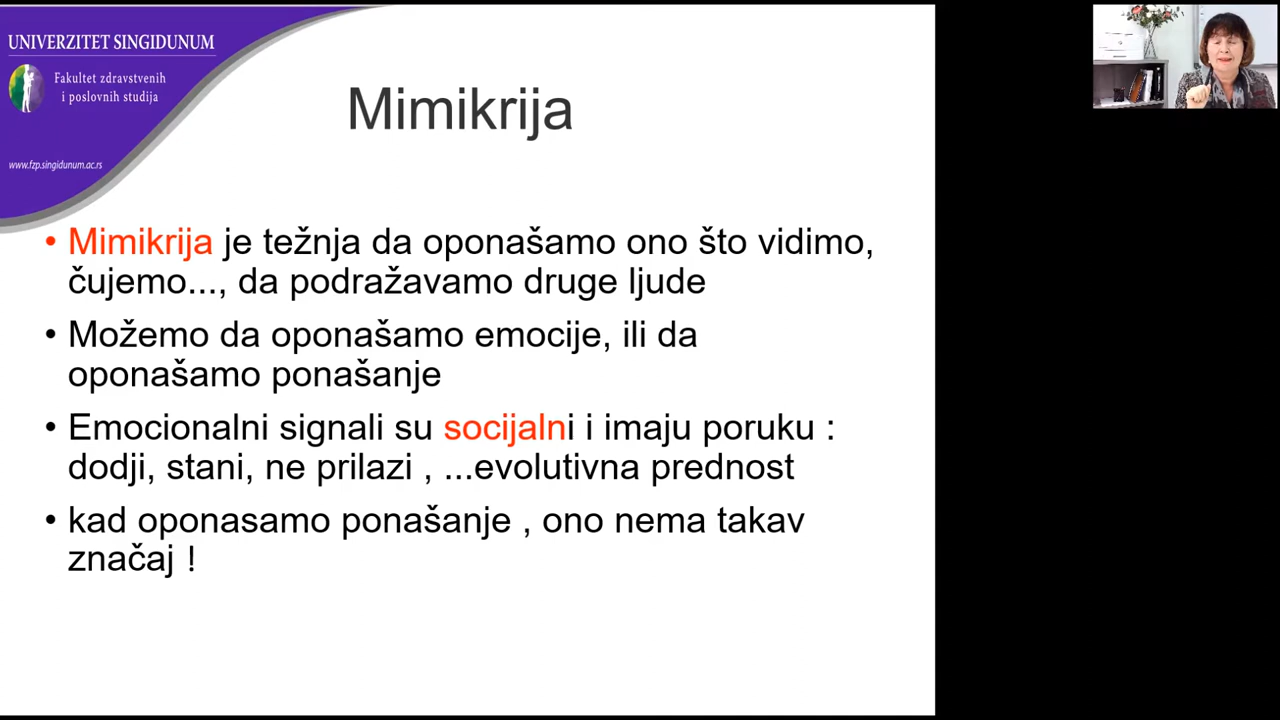 UNIVERZITET SINGIDUNUM
Fakultet zdravstvenih
i poslovnih studija
www.fzp.singidunum.ac.rs
Mimikrija
• Mimikrija je težnja da oponašamo ono što vidimo,
čujemo..., da podražavamo druge ljude
• Možemo da oponašamo emocije, ili da
oponašamo ponašanje
• Emocionalni signali su socijalni i imaju poruku :
dodji, stani, ne prilazi , ...evolutivna prednost
• kad oponasamo ponašanje , ono nema takav
značaj !